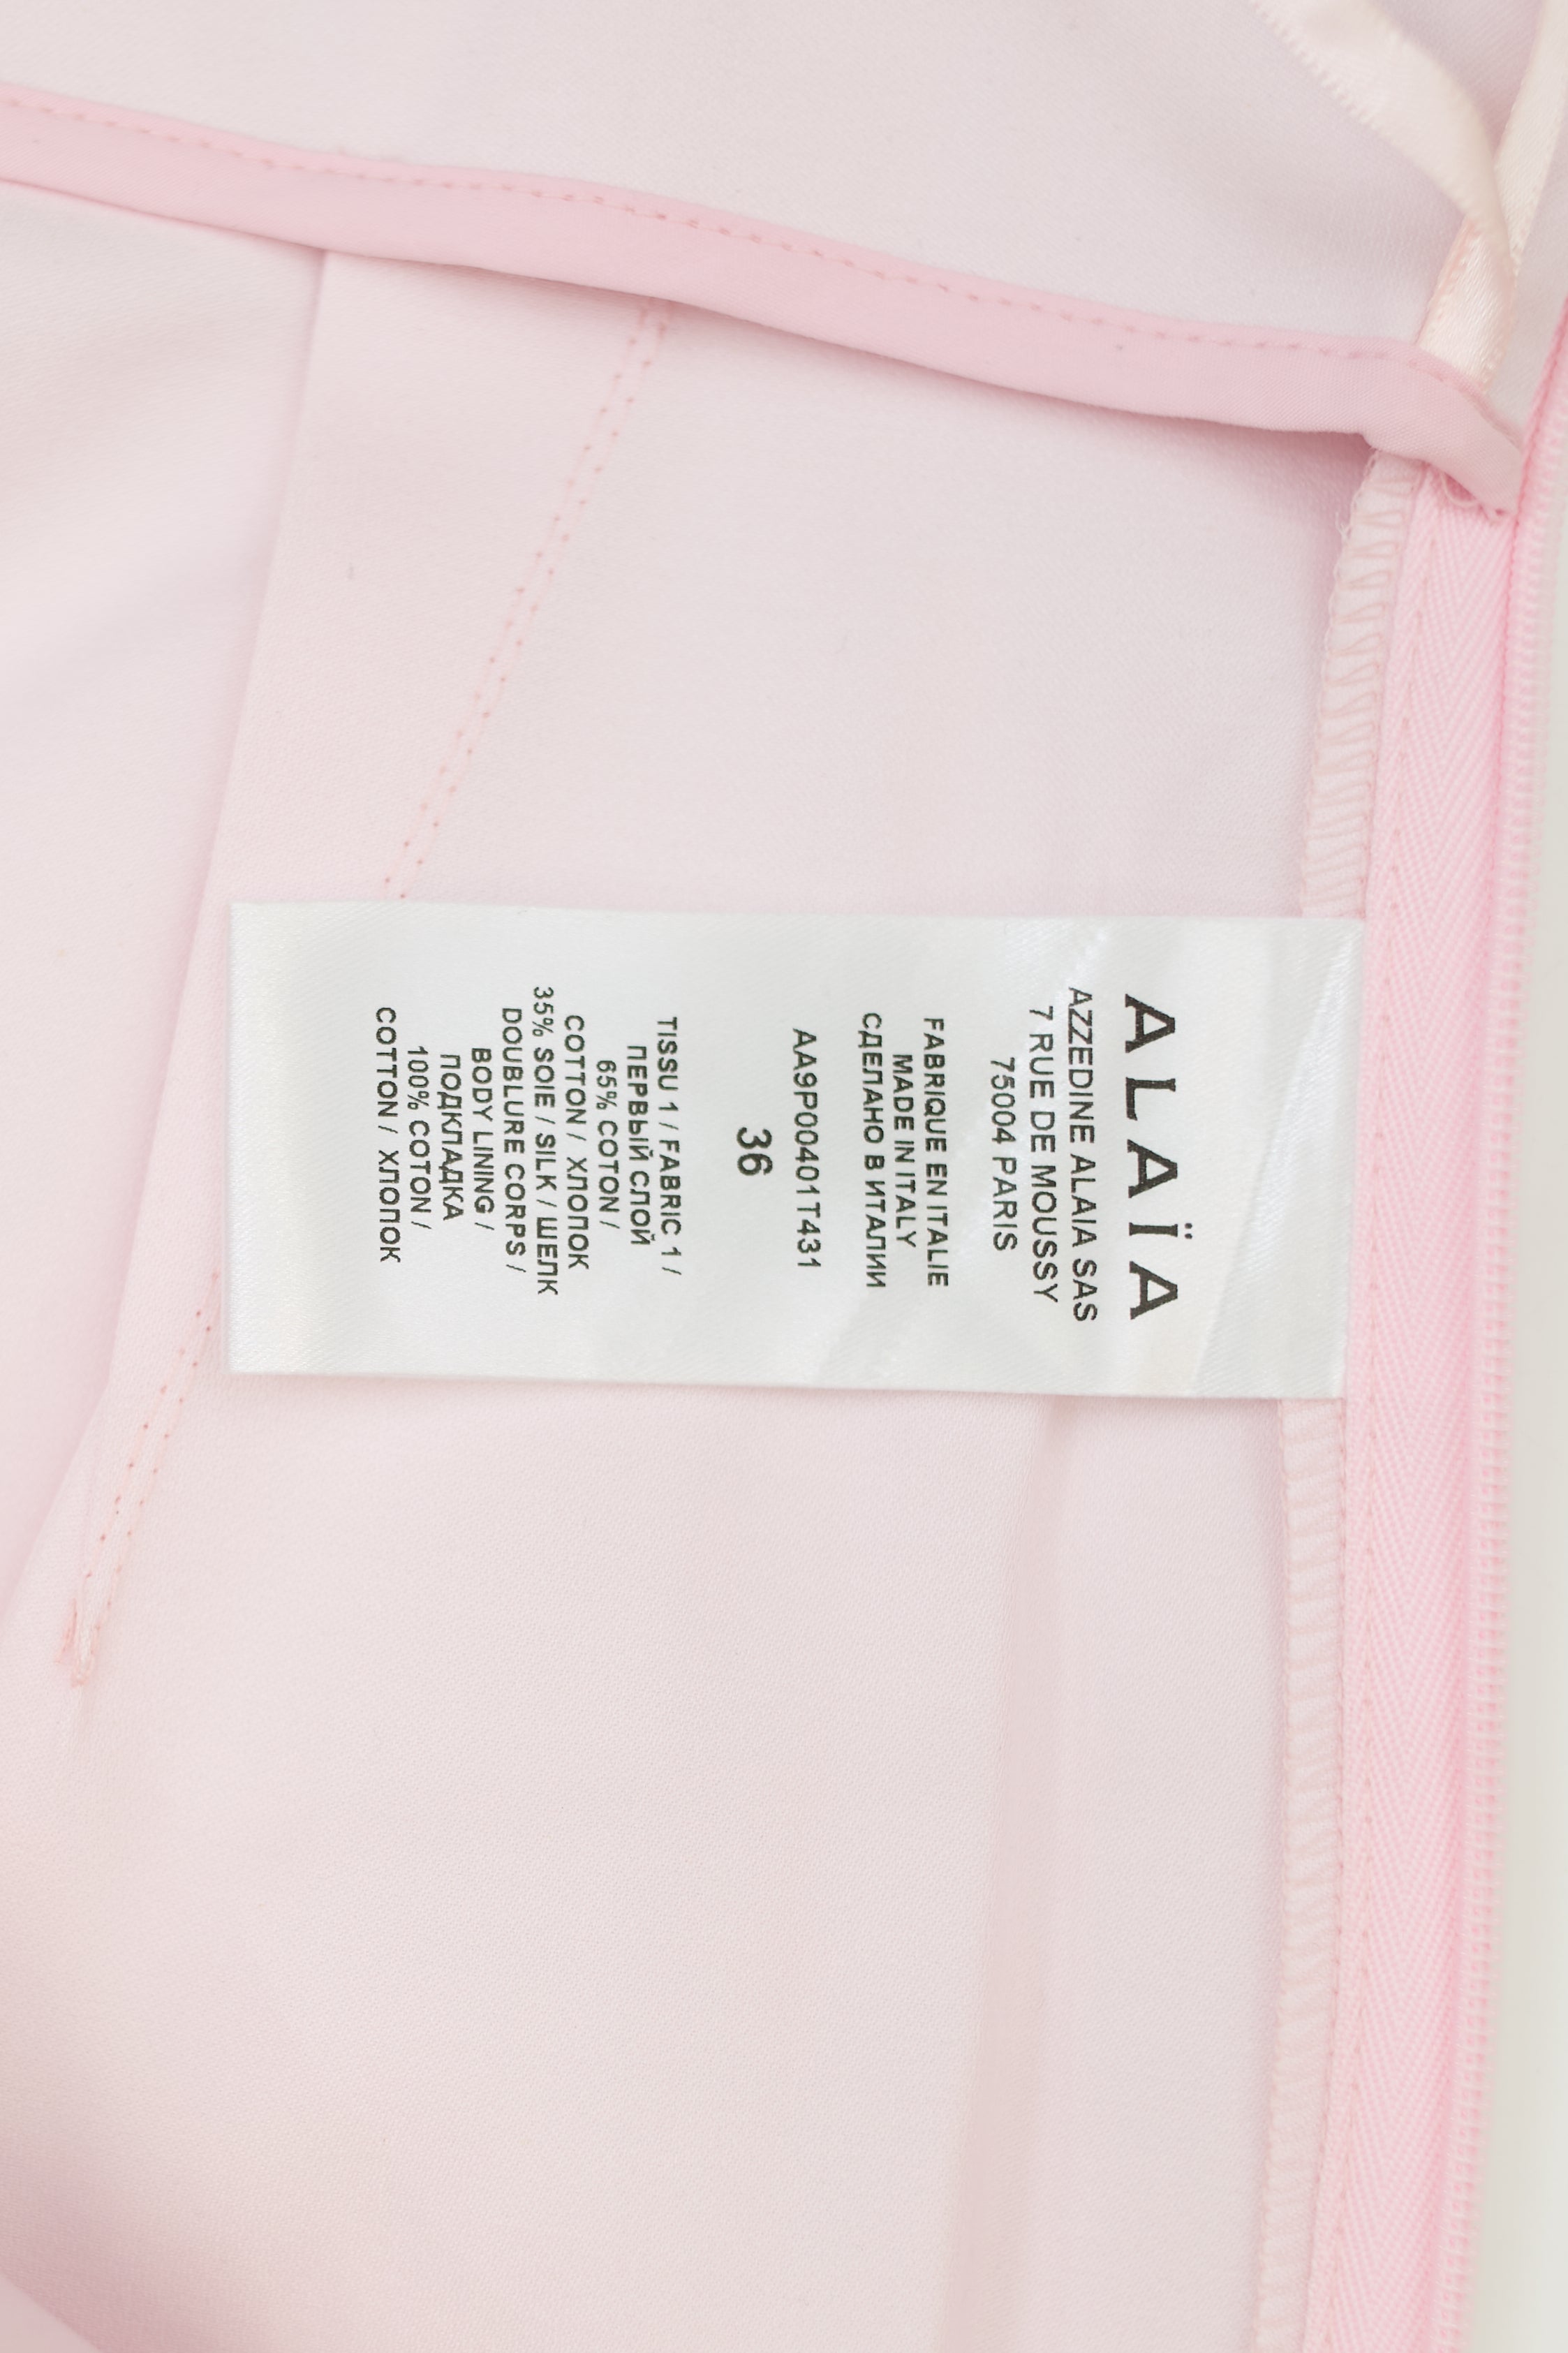 ALAÏA
AZZEDINE ALAIA SAS
7 RUE DE MOUSSY
75004 PARIS
FABRIQUE EN ITALIE
MADE IN ITALY
СДЕЛАНО В ИТАЛИИ
AA9P00401T431
36
TISSU 1 / FABRIC 1 /
ПЕРВЫЙ СЛОЙ
65% COTON /
COTTON / ХЛОПОК
35% SOIE / SILK / ШЕЛК
DOUBLURE CORPS /
BODY LINING /
ПОДКЛАДКА
100% COTON /
COTTON / ХЛОПОК